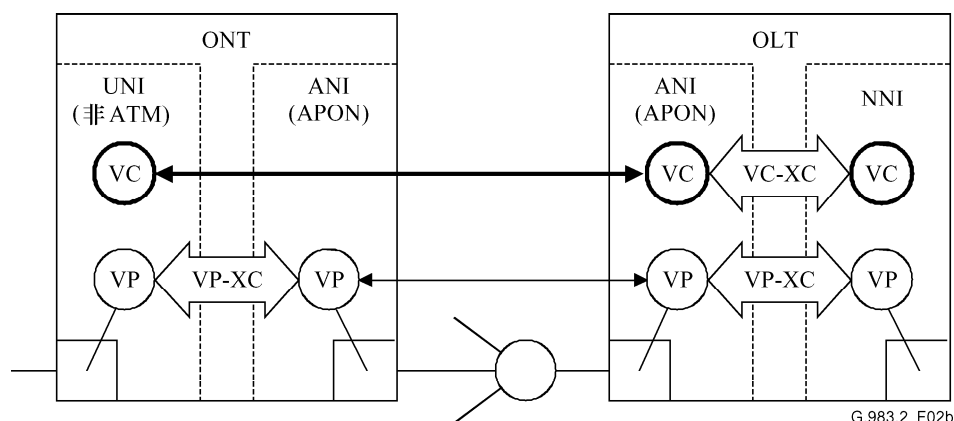 ONT
OLT
UNI
(非ATM)
ANI
(APON)
ANI
(APON)
NNI
VC
VC
VC-XC
VC
VP
VP-XC
VP
VP
VP-XC
VP
G.983.2_F02b